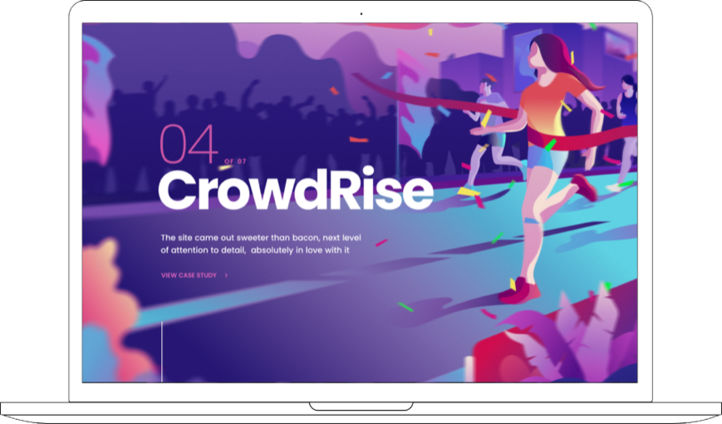 04
OF 07
CrowdRise
The site came out sweeter than bacon, next level
of attention to detail, absolutely in love with it
VIEW CASE STUDY >